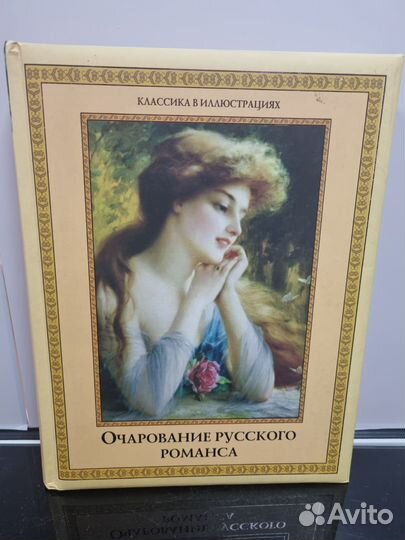 КЛАССИКА В ИЛЛЮСТРАЦИЯХ
ОЧАРОВАНИЕ РУССКОГО
РОМАНСА
Avito